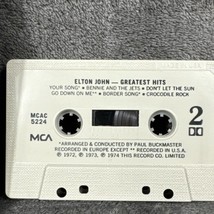 ELTON JOHN — GREATEST HITS
MCAC
5224
YOUR SONG* • BENNIE AND THE JETS • DON'T LET THE SUN
GO DOWN ON ME** • BORDER SONG* • CROCODILE ROCK
MCA
2
*ARRANGED & CONDUCTED BY PAUL BUCKMASTER
RECORDED IN EUROPE EXCEPT **RECORDED IN U.S.A.
℗ 1972, ℗ 1973, ℗ 1974 THIS RECORD CO. LIMITED